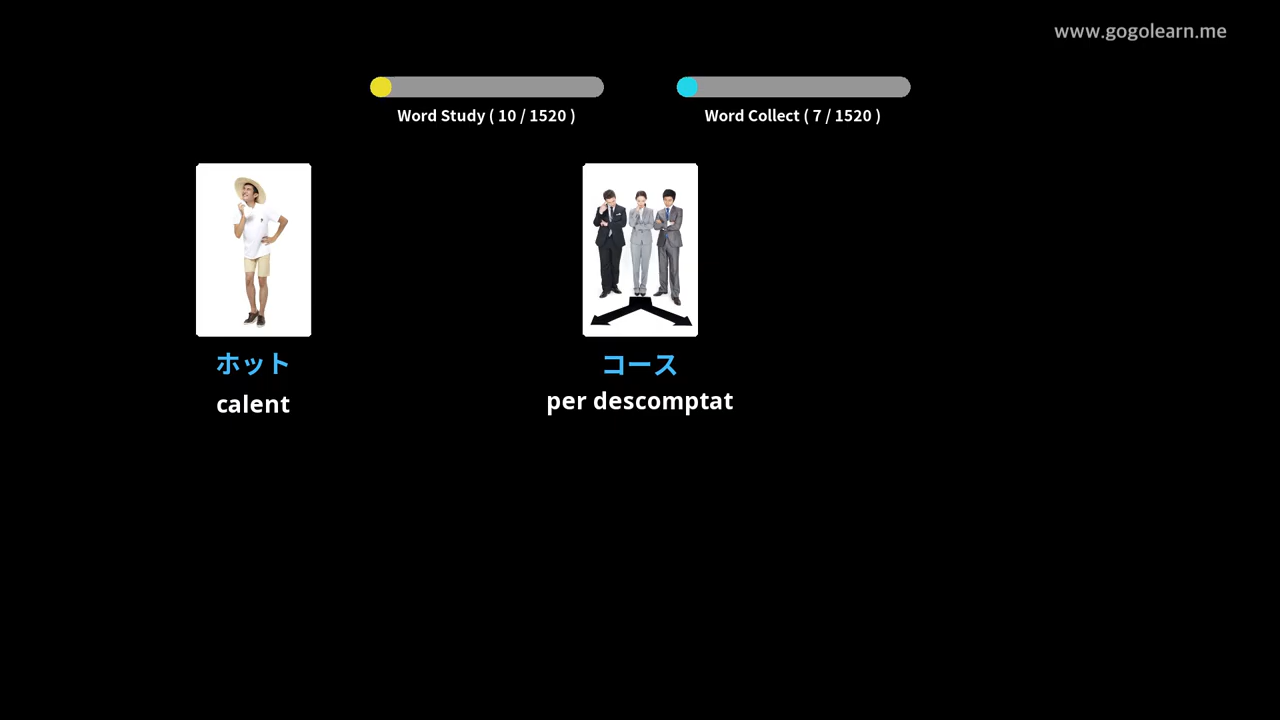 www.gogolearn.me
Word Study ( 10 / 1520 )
Word Collect ( 7 / 1520 )
ホット
calent
コース
per descomptat